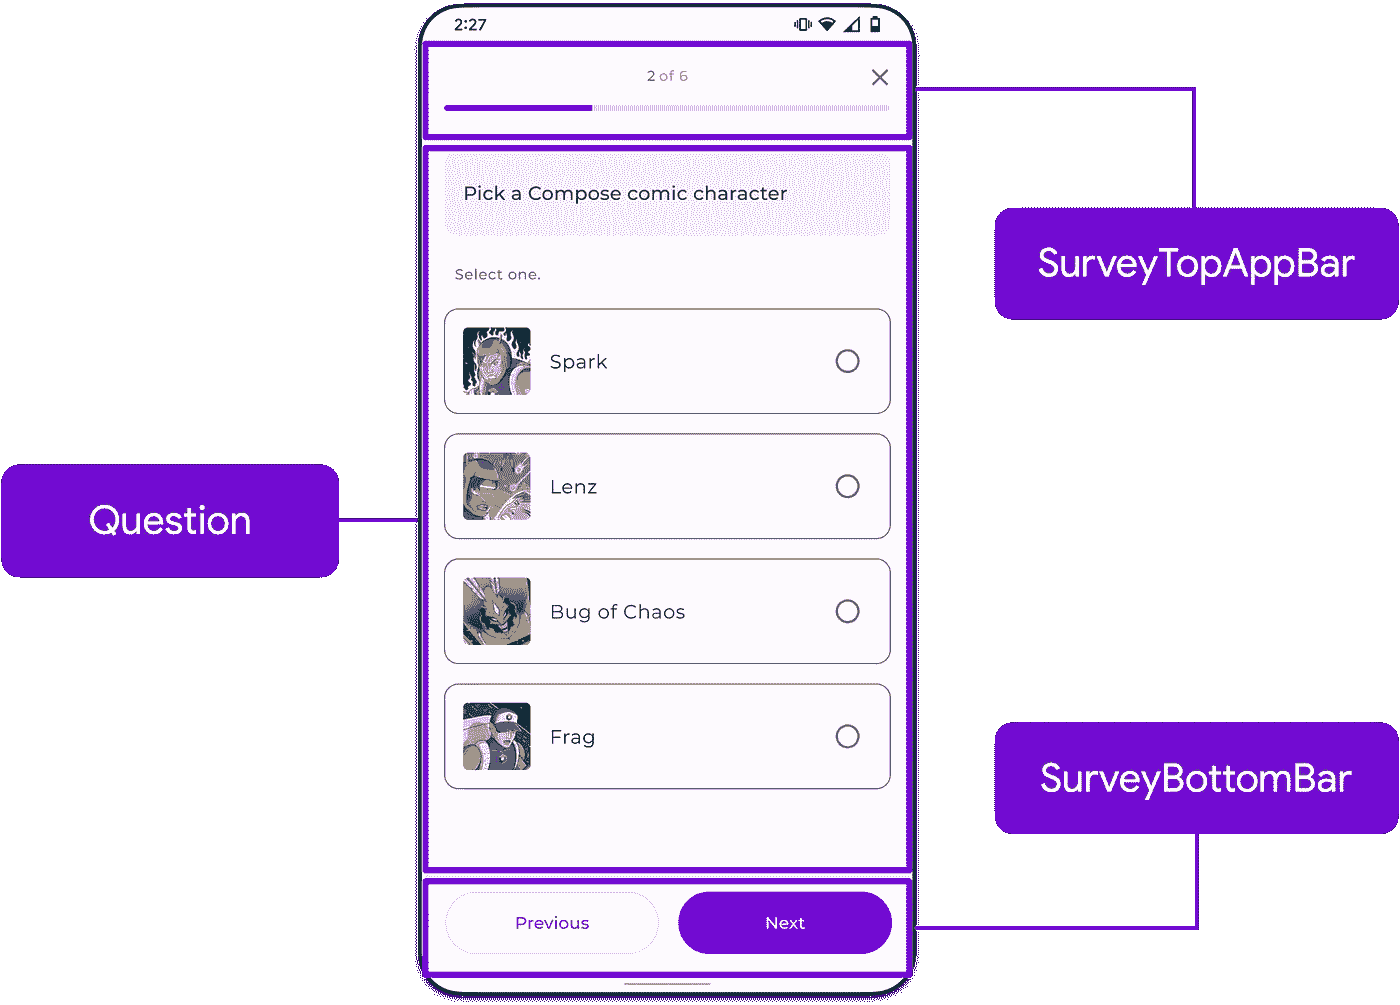 2:27
2 of 6
Pick a Compose comic character
SurveyTopAppBar
Select one.
Spark
Lenz
Question
Bug of Chaos
Frag
SurveyBottomBar
Previous
Next